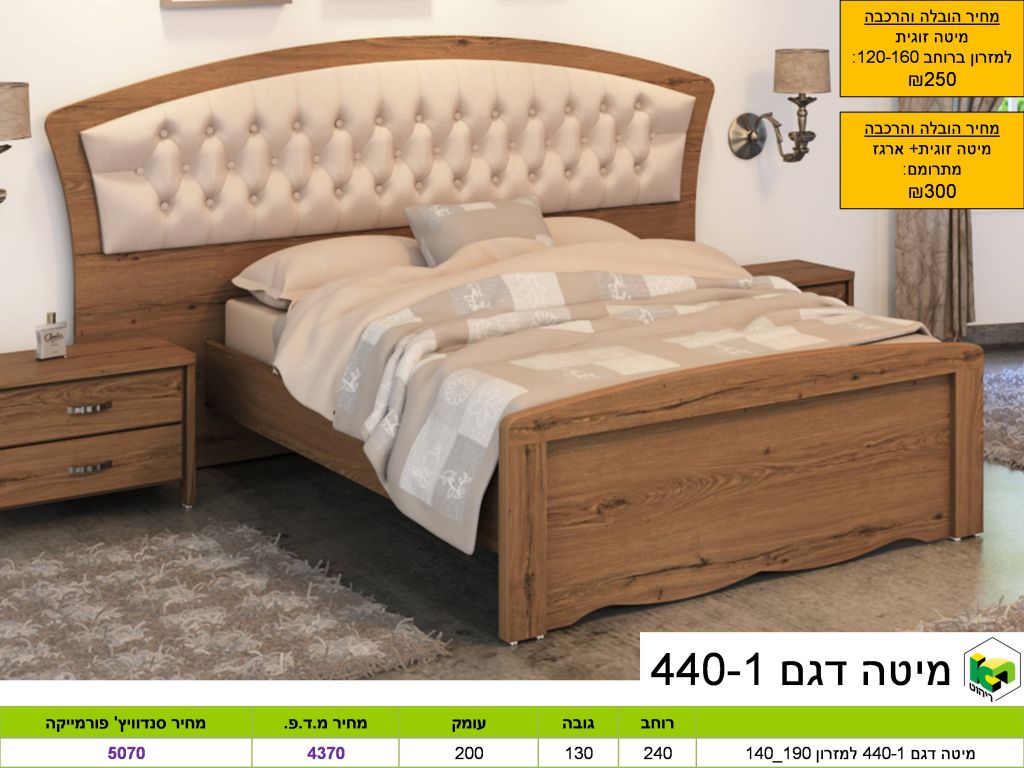 מחיר הובלה והרכבה
מיטה זוגית
למזרון ברוחב 120-160:
250₪
מחיר הובלה והרכבה
מיטה זוגית+ ארגז
מתרומם:
300₪
מיטה דגם 440-1
ריהוט
רוחב גובה עומק מחיר מ.ד.פ. מחיר סנדוויץ' פורמייקה
מיטה דגם 440-1 למזרון 190_140 240 130 200 4370 5070